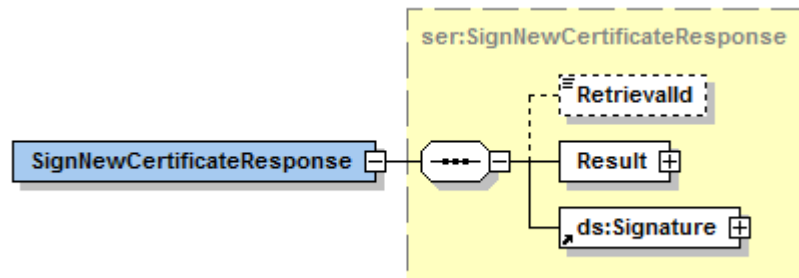 ser:SignNewCertificateResponse
RetrievalId
SignNewCertificateResponse
Result
ds:Signature